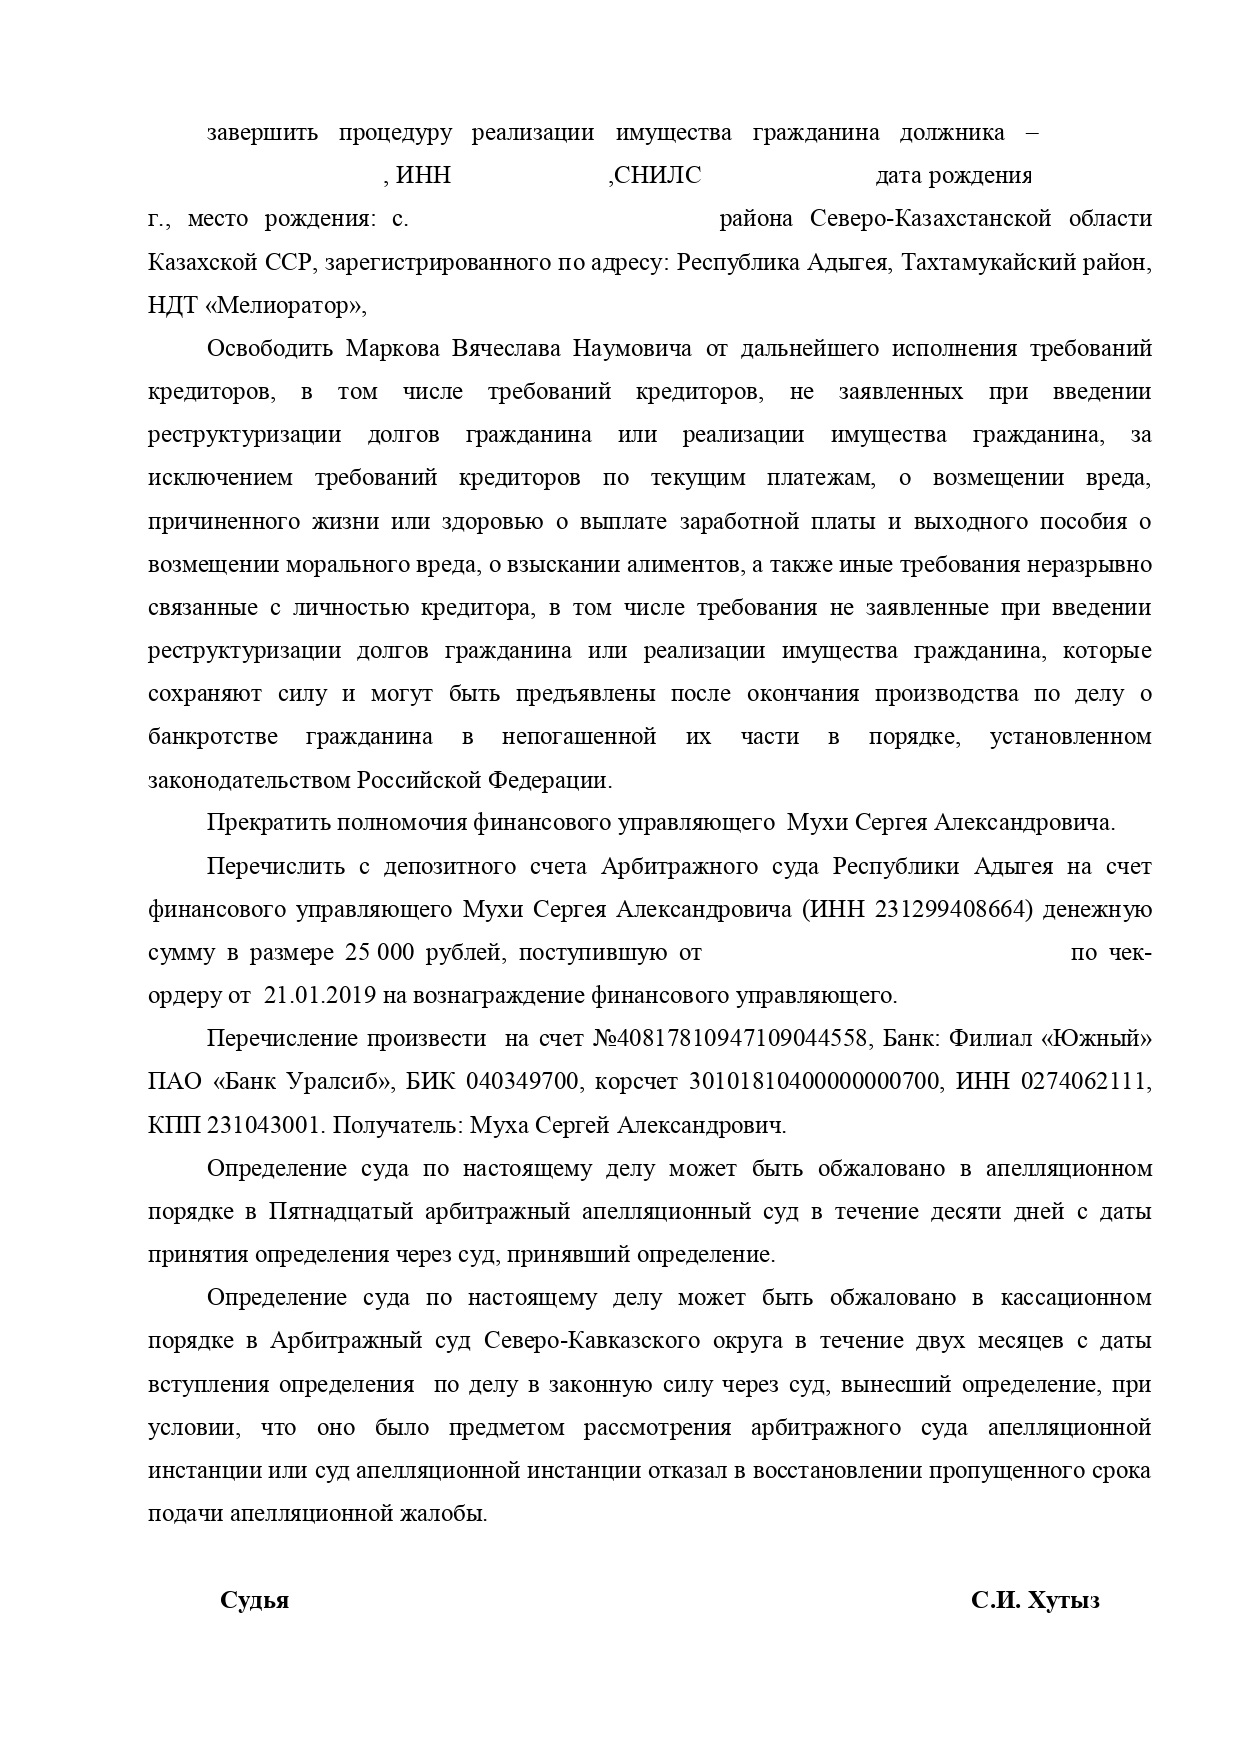 завершить процедуру реализации имущества гражданина должника –
, ИНН ,СНИЛС дата рождения
г., место рождения: с. района Северо-Казахстанской области
Казахской ССР, зарегистрированного по адресу: Республика Адыгея, Тахтамукайский район,
НДТ «Мелиоратор»,
Освободить Маркова Вячеслава Наумовича от дальнейшего исполнения требований
кредиторов, в том числе требований кредиторов, не заявленных при введении
реструктуризации долгов гражданина или реализации имущества гражданина, за
исключением требований кредиторов по текущим платежам, о возмещении вреда,
причиненного жизни или здоровью о выплате заработной платы и выходного пособия о
возмещении морального вреда, о взыскании алиментов, а также иные требования неразрывно
связанные с личностью кредитора, в том числе требования не заявленные при введении
реструктуризации долгов гражданина или реализации имущества гражданина, которые
сохраняют силу и могут быть предъявлены после окончания производства по делу о
банкротстве гражданина в непогашенной их части в порядке, установленном
законодательством Российской Федерации.
Прекратить полномочия финансового управляющего Мухи Сергея Александровича.
Перечислить с депозитного счета Арбитражного суда Республики Адыгея на счет
финансового управляющего Мухи Сергея Александровича (ИНН 231299408664) денежную
сумму в размере 25 000 рублей, поступившую от по чек-
ордеру от 21.01.2019 на вознаграждение финансового управляющего.
Перечисление произвести на счет №40817810947109044558, Банк: Филиал «Южный»
ПАО «Банк Уралсиб», БИК 040349700, корсчет 30101810400000000700, ИНН 0274062111,
КПП 231043001. Получатель: Муха Сергей Александрович.
Определение суда по настоящему делу может быть обжаловано в апелляционном
порядке в Пятнадцатый арбитражный апелляционный суд в течение десяти дней с даты
принятия определения через суд, принявший определение.
Определение суда по настоящему делу может быть обжаловано в кассационном
порядке в Арбитражный суд Северо-Кавказского округа в течение двух месяцев с даты
вступления определения по делу в законную силу через суд, вынесший определение, при
условии, что оно было предметом рассмотрения арбитражного суда апелляционной
инстанции или суд апелляционной инстанции отказал в восстановлении пропущенного срока
подачи апелляционной жалобы.
Судья С.И. Хутыз